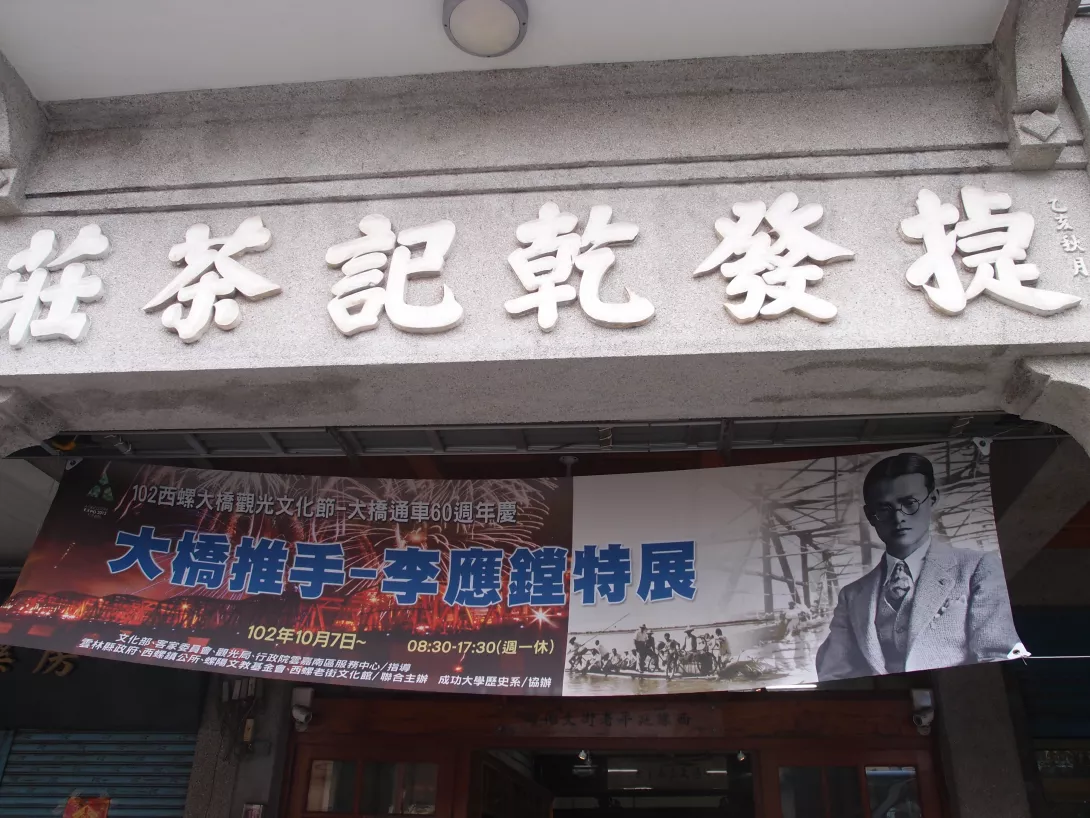 乙亥秋月
捷發乾記茶莊
102西螺大橋觀光文化節-大橋通車60週年慶
大橋推手-李應鏜特展
102年10月7日~ 08:30-17:30(週一休)
文化部、客家委員會、觀光局、行政院雲嘉南區服務中心/指導
雲林縣政府、西螺鎮公所、螺陽文教基金會、西螺老街文化館/聯合主辦 成功大學歷史系/協辦